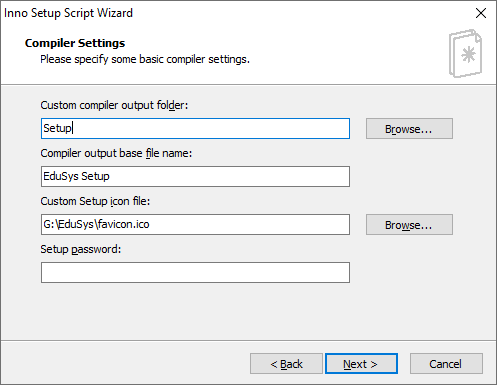 Inno Setup Script Wizard
Compiler Settings
Please specify some basic compiler settings.
Custom compiler output folder:
Setup
Browse...
Compiler output base file name:
EduSys Setup
Custom Setup icon file:
G:\EduSys\favicon.ico
Browse...
Setup password:
< Back
Next >
Cancel